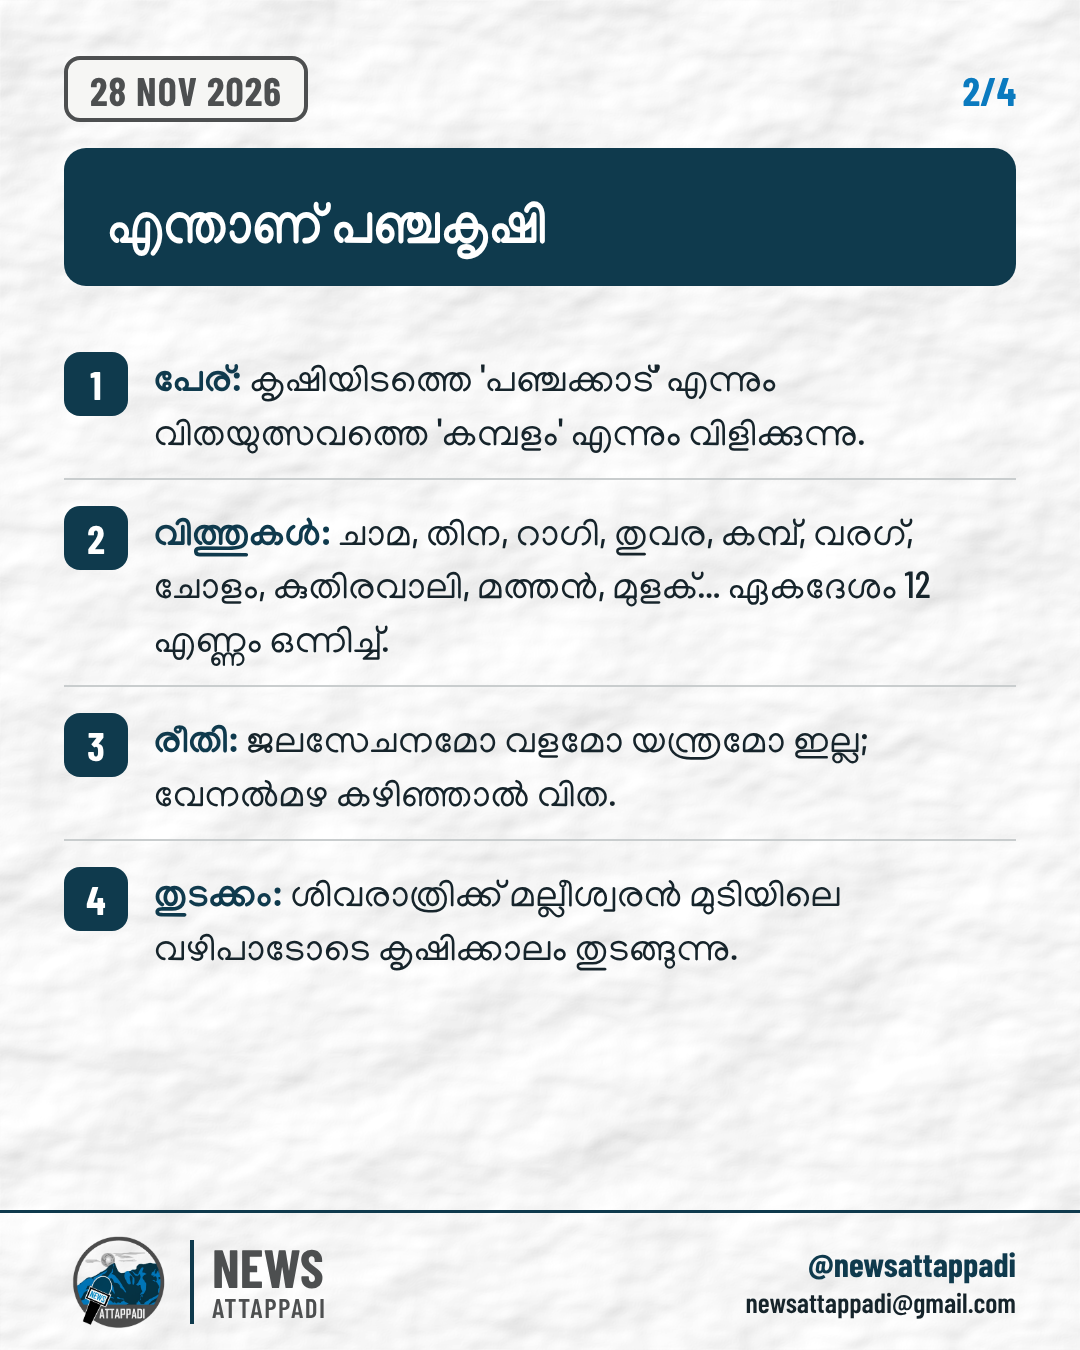 28 NOV 2026
2/4
എന്താണ് പഞ്ചകൃഷി
1
പേര്: കൃഷിയിടത്തെ 'പഞ്ചക്കാട്' എന്നും
വിതയുത്സവത്തെ 'കമ്പളം' എന്നും വിളിക്കുന്നു.
2
വിത്തുകൾ: ചാമ, തിന, റാഗി, തുവര, കമ്പ്, വരഗ്,
ചോളം, കുതിരവാലി, മത്തൻ, മുളക്... ഏകദേശം 12
എണ്ണം ഒന്നിച്ച്.
3
രീതി: ജലസേചനമോ വളമോ യന്ത്രമോ ഇല്ല;
വേനൽമഴ കഴിഞ്ഞാൽ വിത.
4
തുടക്കം: ശിവരാത്രിക്ക് മല്ലീശ്വരൻ മുടിയിലെ
വഴിപാടോടെ കൃഷിക്കാലം തുടങ്ങുന്നു.
NEWS
ATTAPPADI
NEWS
ATTAPPADI
@newsattappadi
newsattappadi@gmail.com